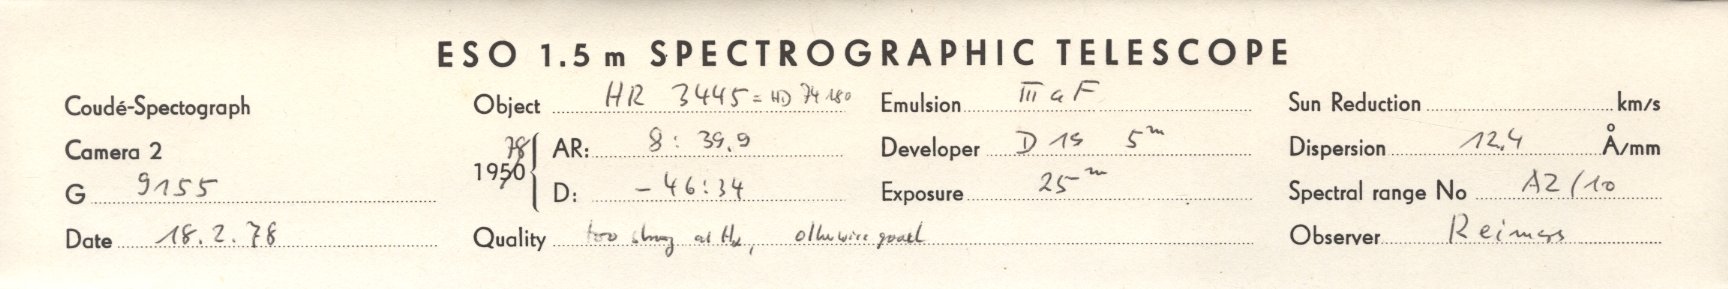 ESO 1.5 m SPECTROGRAPHIC TELESCOPE
Coudé-Spectograph Object HR 3445 = HD 74180 Emulsion III a F Sun Reduction km/s
Camera 2 1950 78 AR: 8 : 39.9 Developer D 19 5m Dispersion 12.4 Å/mm
G 9155 D: - 46:34 Exposure 25m Spectral range No A2/10
Date 18. 2. 78 Quality too strong at Hα, otherwise good Observer Reimers